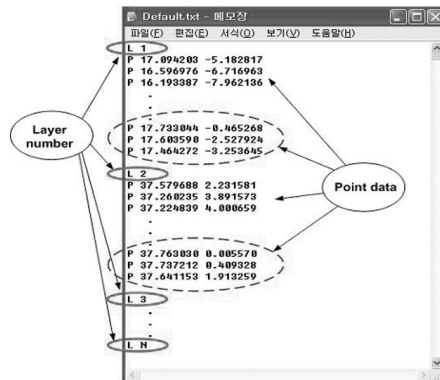 Default.txt - 메모장
파일(F) 편집(E) 서식(O) 보기(V) 도움말(H)
L 1
P 17.094203 -5.182817
P 16.596976 -6.716963
P 16.193387 -7.962136
.
.
.
P 17.733044 -0.465268
P 17.603590 -2.527924
P 17.464272 -3.253645
L 2
P 37.579688 2.231581
P 37.260235 3.891573
P 37.224839 4.000659
.
.
.
P 37.763030 0.005570
P 37.737212 0.409328
P 37.641153 1.913259
L 3
.
.
.
L N
Layer
number
Point data